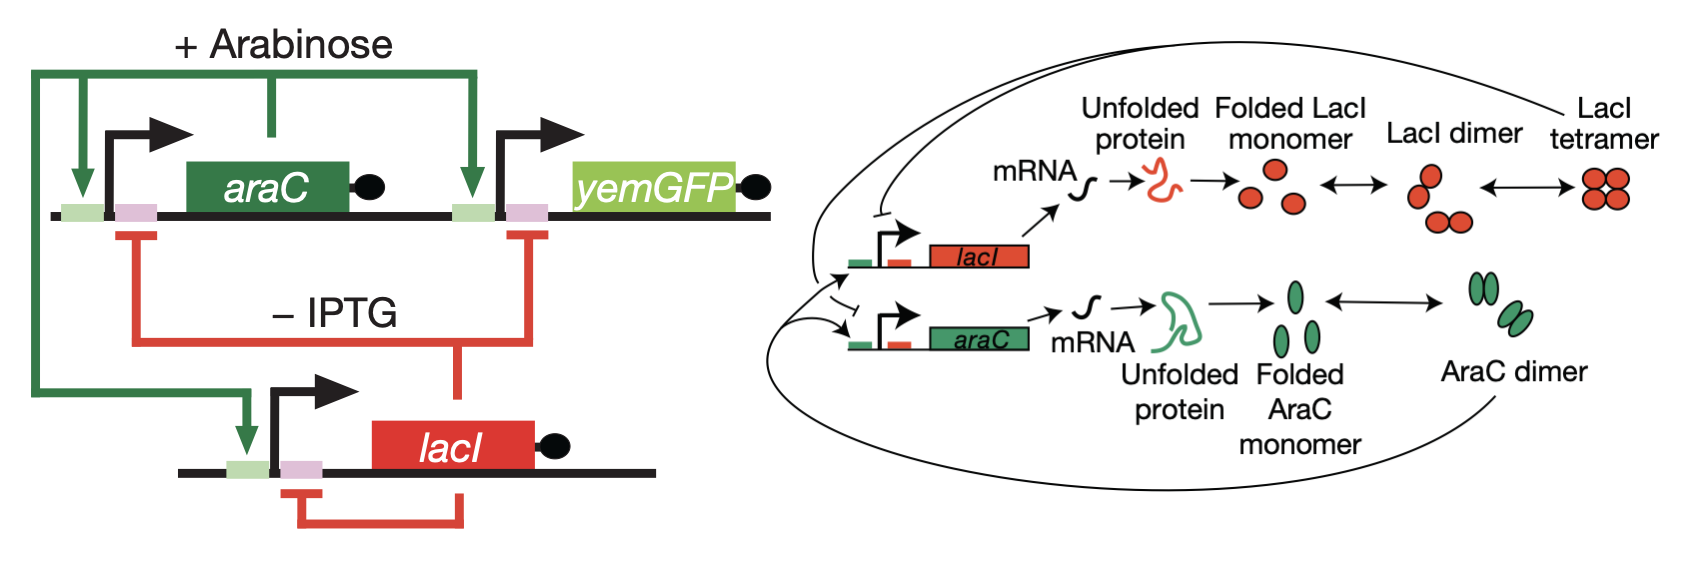 + Arabinose
araC
yemGFP
– IPTG
lacI
Unfolded
protein
Folded LacI
monomer
LacI dimer
LacI
tetramer
mRNA
lacI
araC
mRNA
Unfolded
protein
Folded
AraC
monomer
AraC dimer